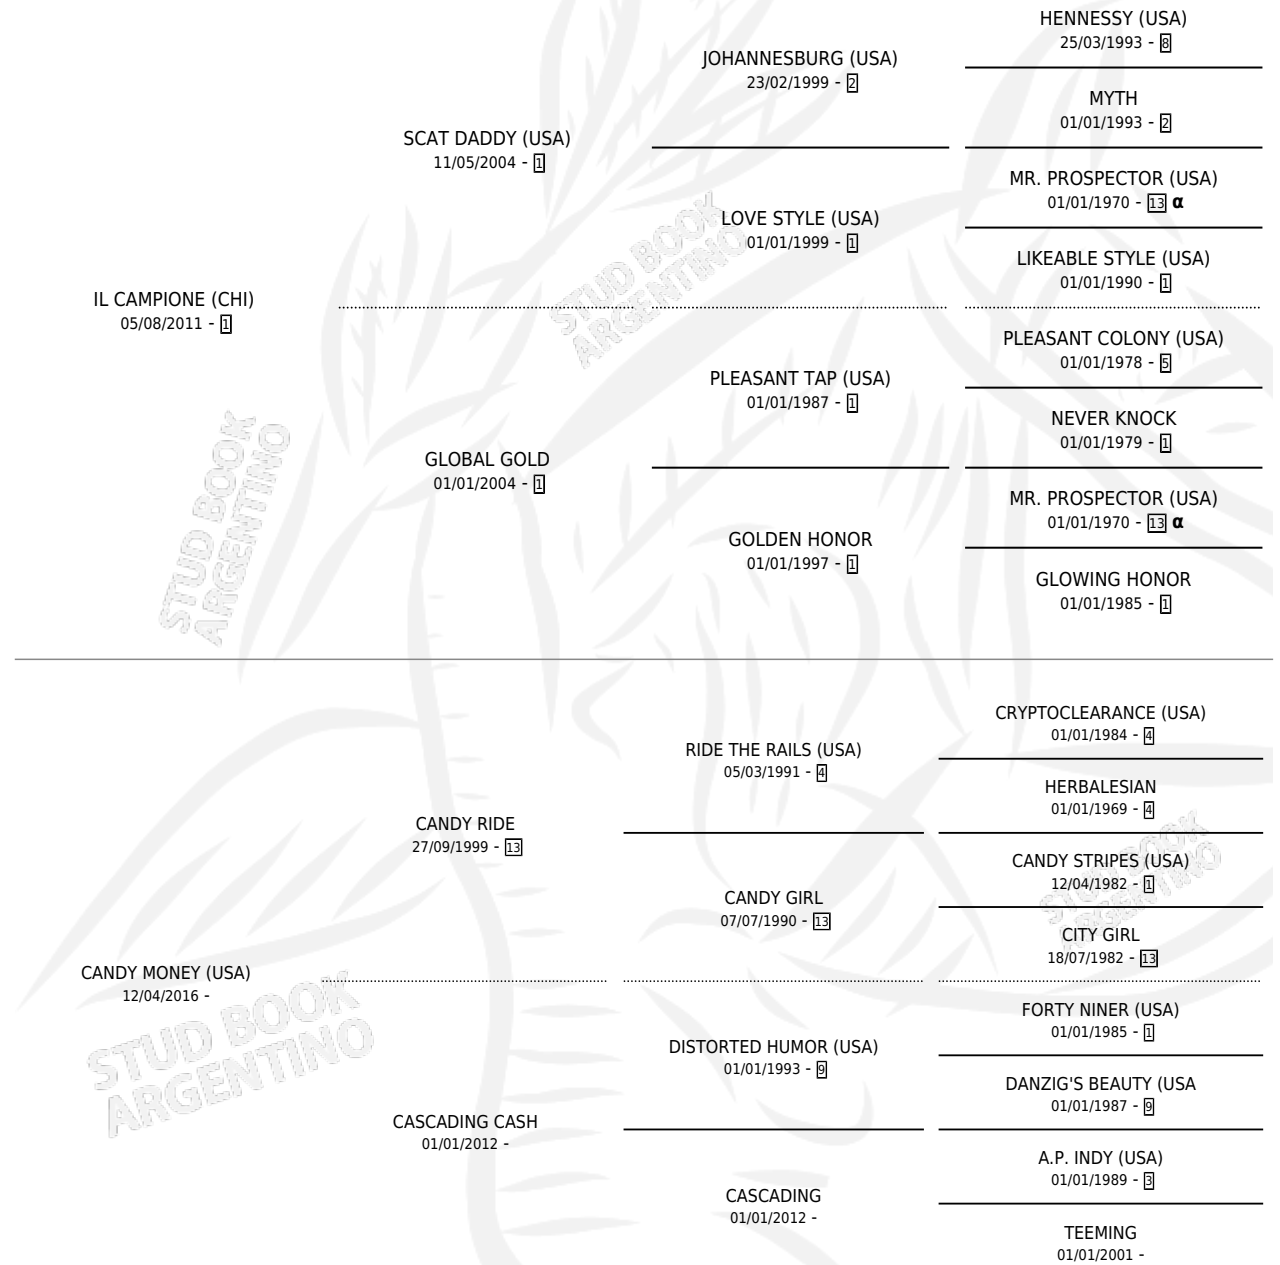 HENNESSY (USA)
25/03/1993 - 8
JOHANNESBURG (USA)
23/02/1999 - 2
MYTH
01/01/1993 - 2
SCAT DADDY (USA)
11/05/2004 - 1
MR. PROSPECTOR (USA)
01/01/1970 - 13 α
LOVE STYLE (USA)
01/01/1999 - 1
LIKEABLE STYLE (USA)
01/01/1990 - 1
STUD BOOK
ARGENTINO
IL CAMPIONE (CHI)
05/08/2011 - 1
PLEASANT COLONY (USA)
01/01/1978 - 5
PLEASANT TAP (USA)
01/01/1987 - 1
NEVER KNOCK
01/01/1979 - 1
GLOBAL GOLD
01/01/2004 - 1
MR. PROSPECTOR (USA)
01/01/1970 - 13 α
GOLDEN HONOR
01/01/1997 - 1
GLOWING HONOR
01/01/1985 - 1
STUD BOOK
ARGENTINO
CRYPTOCLEARANCE (USA)
01/01/1984 - 4
RIDE THE RAILS (USA)
05/03/1991 - 4
HERBALESIAN
01/01/1969 - 4
CANDY RIDE
27/09/1999 - 13
CANDY STRIPES (USA)
12/04/1982 - 1
CANDY GIRL
07/07/1990 - 13
CITY GIRL
18/07/1982 - 13
STUD BOOK
ARGENTINO
CANDY MONEY (USA)
12/04/2016 -
FORTY NINER (USA)
01/01/1985 - 1
DISTORTED HUMOR (USA)
01/01/1993 - 9
DANZIG'S BEAUTY (USA
01/01/1987 - 9
CASCADING CASH
01/01/2012 -
A.P. INDY (USA)
01/01/1989 - 3
CASCADING
01/01/2012 -
TEEMING
01/01/2001 -
STUD BOOK
ARGENTINO